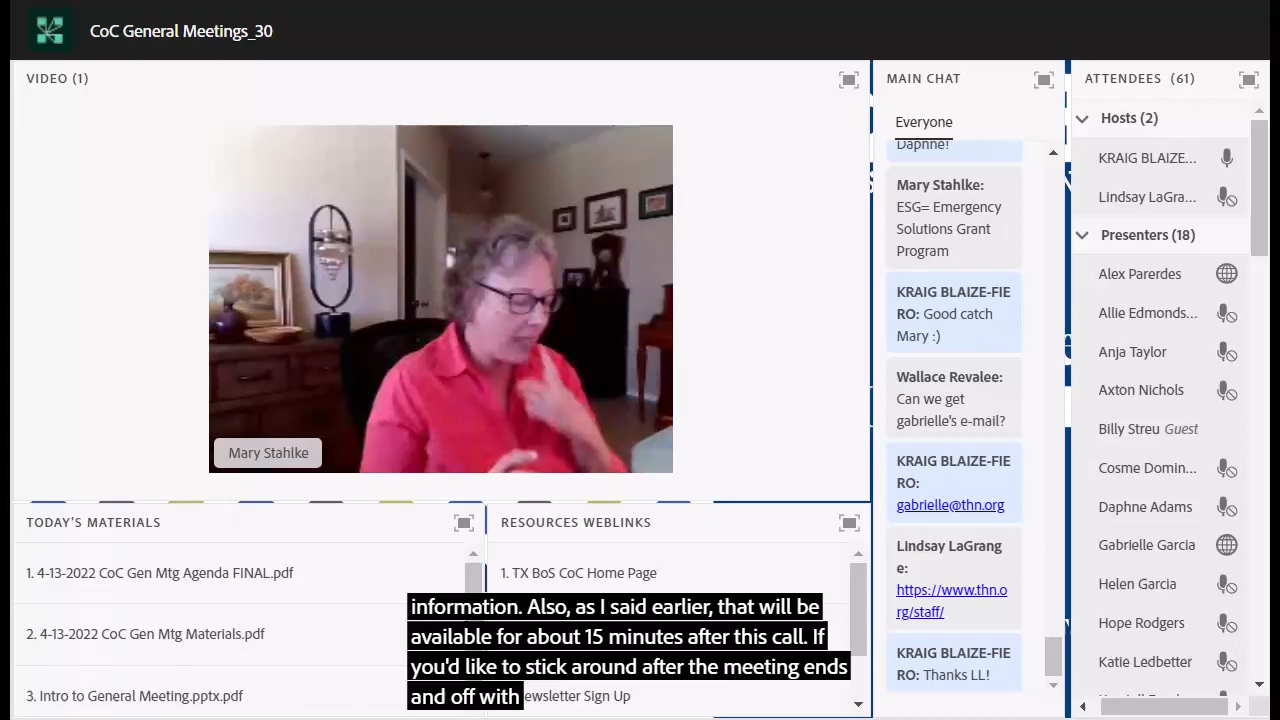 CoC General Meetings_30
VIDEO (1)
Mary Stahlke
TODAY'S MATERIALS
1. 4-13-2022 CoC Gen Mtg Agenda FINAL.pdf
2. 4-13-2022 CoC Gen Mtg Materials.pdf
3. Intro to General Meeting.pptx.pdf
RESOURCES WEBLINKS
1. TX BoS CoC Home Page
ewsletter Sign Up
information. Also, as I said earlier, that will be
available for about 15 minutes after this call. If
you'd like to stick around after the meeting ends
and off with
MAIN CHAT
Everyone
Daphne!
Mary Stahlke:
ESG= Emergency
Solutions Grant
Program
KRAIG BLAIZE-FIE
RO: Good catch
Mary :)
Wallace Revalee:
Can we get
gabrielle's e-mail?
KRAIG BLAIZE-FIE
RO:
gabrielle@thn.org
Lindsay LaGrang
e:
https://www.thn.o
rg/staff/
KRAIG BLAIZE-FIE
RO: Thanks LL!
ATTENDEES (61)
Hosts (2)
KRAIG BLAIZE...
Lindsay LaGra...
Presenters (18)
Alex Parerdes
Allie Edmonds...
Anja Taylor
Axton Nichols
Billy Streu Guest
Cosme Domin...
Daphne Adams
Gabrielle Garcia
Helen Garcia
Hope Rodgers
Katie Ledbetter